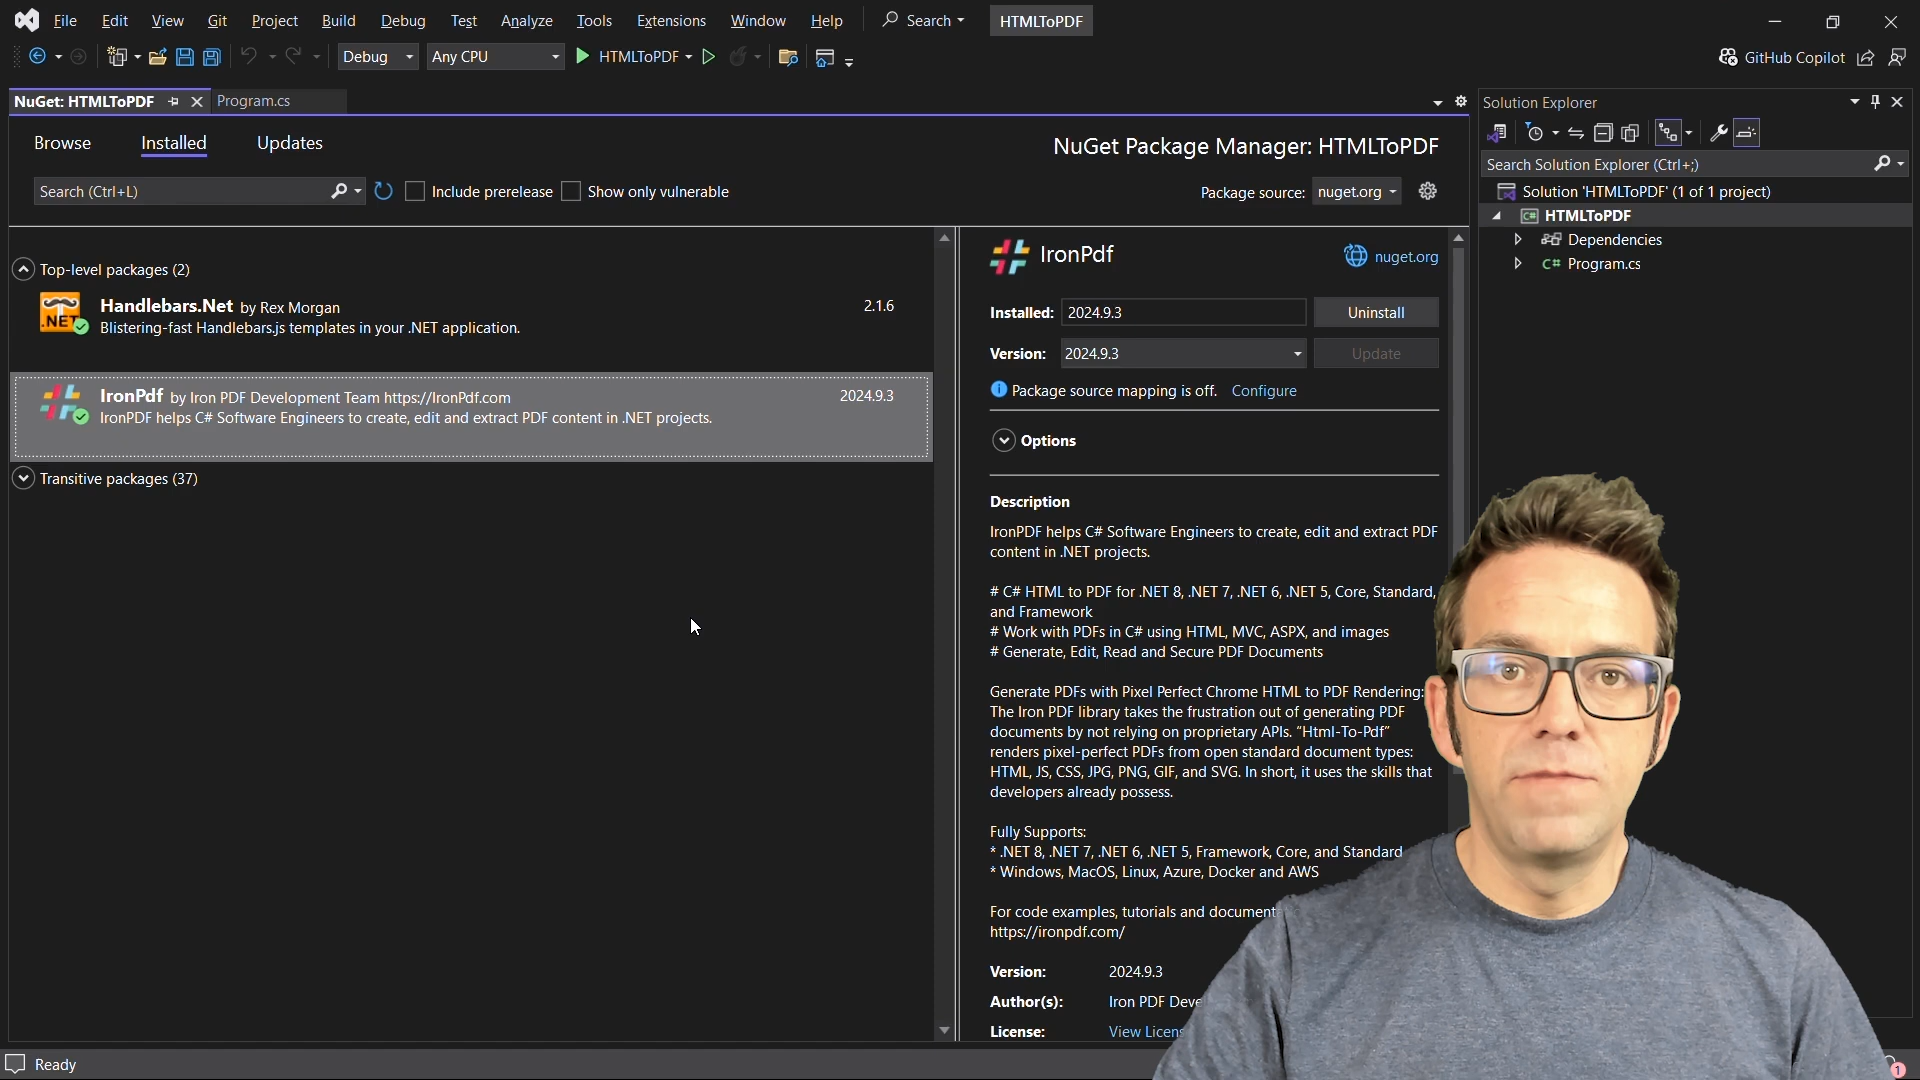 File Edit View Git Project Build Debug Test Analyze Tools Extensions Window Help Search HTMLToPDF
Debug Any CPU HTMLToPDF GitHub Copilot
NuGet: HTMLToPDF Program.cs
Browse Installed Updates
NuGet Package Manager: HTMLToPDF
Search (Ctrl+L) Include prerelease Show only vulnerable
Package source: nuget.org
Top-level packages (2)
Handlebars.Net by Rex Morgan 2.1.6
Blistering-fast Handlebars.js templates in your .NET application.
.NET
IronPdf by Iron PDF Development Team https://IronPdf.com 2024.9.3
IronPDF helps C# Software Engineers to create, edit and extract PDF content in .NET projects.
Transitive packages (37)
IronPdf nuget.org
Installed: 2024.9.3 Uninstall
Version: 2024.9.3 Update
Package source mapping is off. Configure
Options
Description
IronPDF helps C# Software Engineers to create, edit and extract PDF
content in .NET projects.
# C# HTML to PDF for .NET 8, .NET 7, .NET 6, .NET 5, Core, Standard,
and Framework
# Work with PDFs in C# using HTML, MVC, ASPX, and images
# Generate, Edit, Read and Secure PDF Documents
Generate PDFs with Pixel Perfect Chrome HTML to PDF Rendering:
The Iron PDF library takes the frustration out of generating PDF
documents by not relying on proprietary APIs. “Html-To-Pdf”
renders pixel-perfect PDFs from open standard document types:
HTML, JS, CSS, JPG, PNG, GIF, and SVG. In short, it uses the skills that
developers already possess.
Fully Supports:
* .NET 8, .NET 7, .NET 6, .NET 5, Framework, Core, and Standard
* Windows, MacOS, Linux, Azure, Docker and AWS
For code examples, tutorials and document
https://ironpdf.com/
Version: 2024.9.3
Author(s): Iron PDF Deve
License: View Licen
Solution Explorer
Search Solution Explorer (Ctrl+;)
Solution 'HTMLToPDF' (1 of 1 project)
C# HTMLToPDF
Dependencies
C# Program.cs
Ready
1